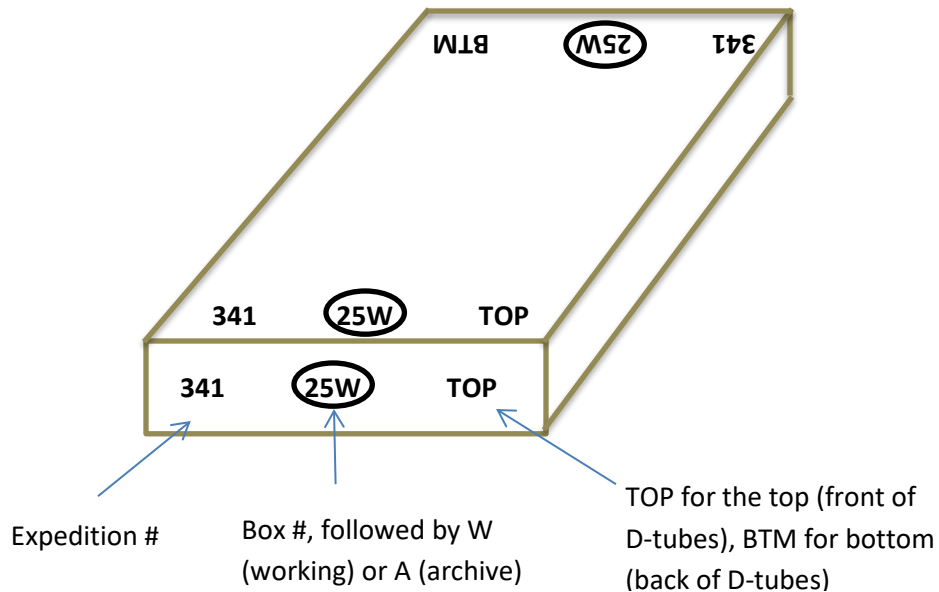 BTM 25W 341
341 25W TOP
341 25W TOP
Expedition #
Box #, followed by W
(working) or A (archive)
TOP for the top (front of
D-tubes), BTM for bottom
(back of D-tubes)